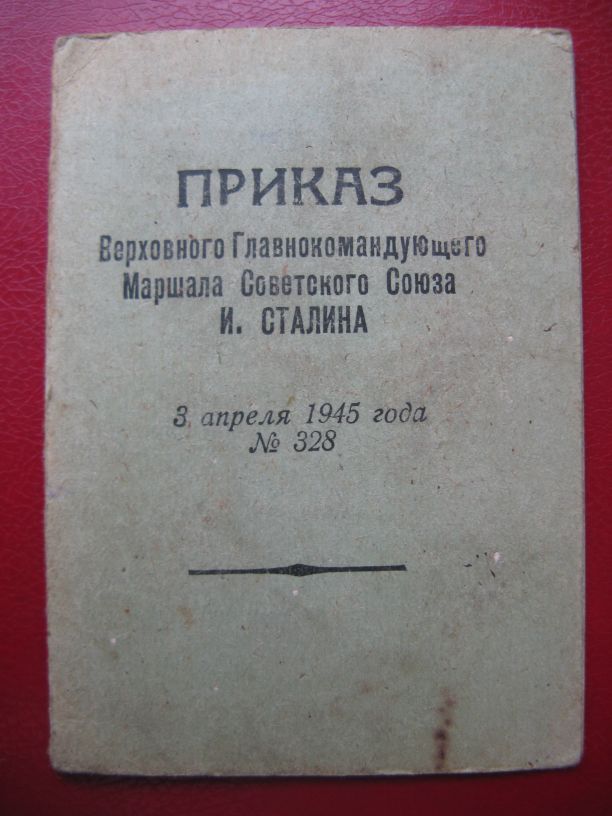 ПРИКАЗ
Верховного Главнокомандующего
Маршала Советского Союза
И. СТАЛИНА
3 апреля 1945 года
№ 328